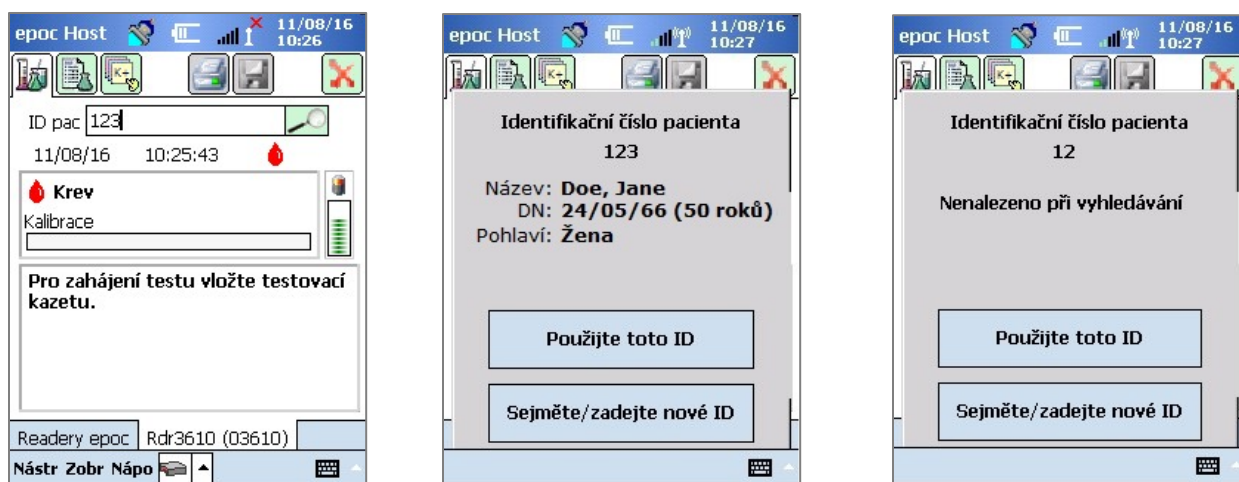 epoc Host 11/08/16
10:26
ID pac 123
11/08/16 10:25:43
Krev
Kalibrace
Pro zahájení testu vložte testovací
kazetu.
Readery epoc Rdr3610 (03610)
Nástr Zobr Nápo
epoc Host 11/08/16
10:27
K+
Identifikační číslo pacienta
123
Název: Doe, Jane
DN: 24/05/66 (50 roků)
Pohlaví: Žena
Použijte toto ID
Sejměte/zadejte nové ID
epoc Host 11/08/16
10:27
K+
Identifikační číslo pacienta
12
Nenalezeno při vyhledávání
Použijte toto ID
Sejměte/zadejte nové ID